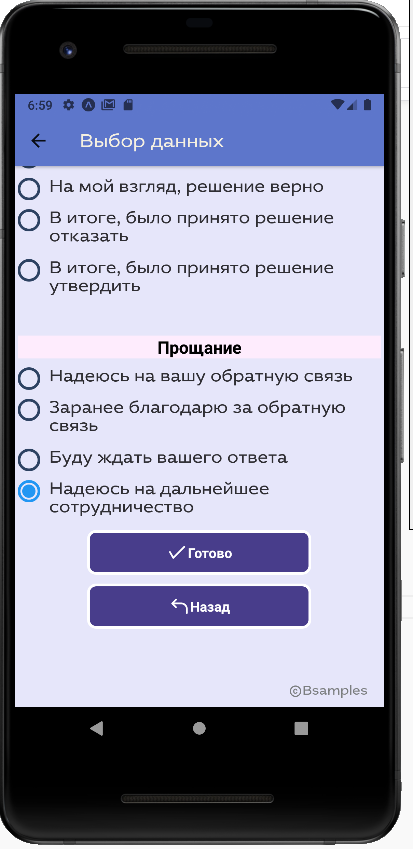 6:59
Выбор данных
На мой взгляд, решение верно
В итоге, было принято решение
отказать
В итоге, было принято решение
утвердить
Прощание
Надеюсь на вашу обратную связь
Заранее благодарю за обратную
связь
Буду ждать вашего ответа
Надеюсь на дальнейшее
сотрудничество
Готово
Назад
©Bsamples